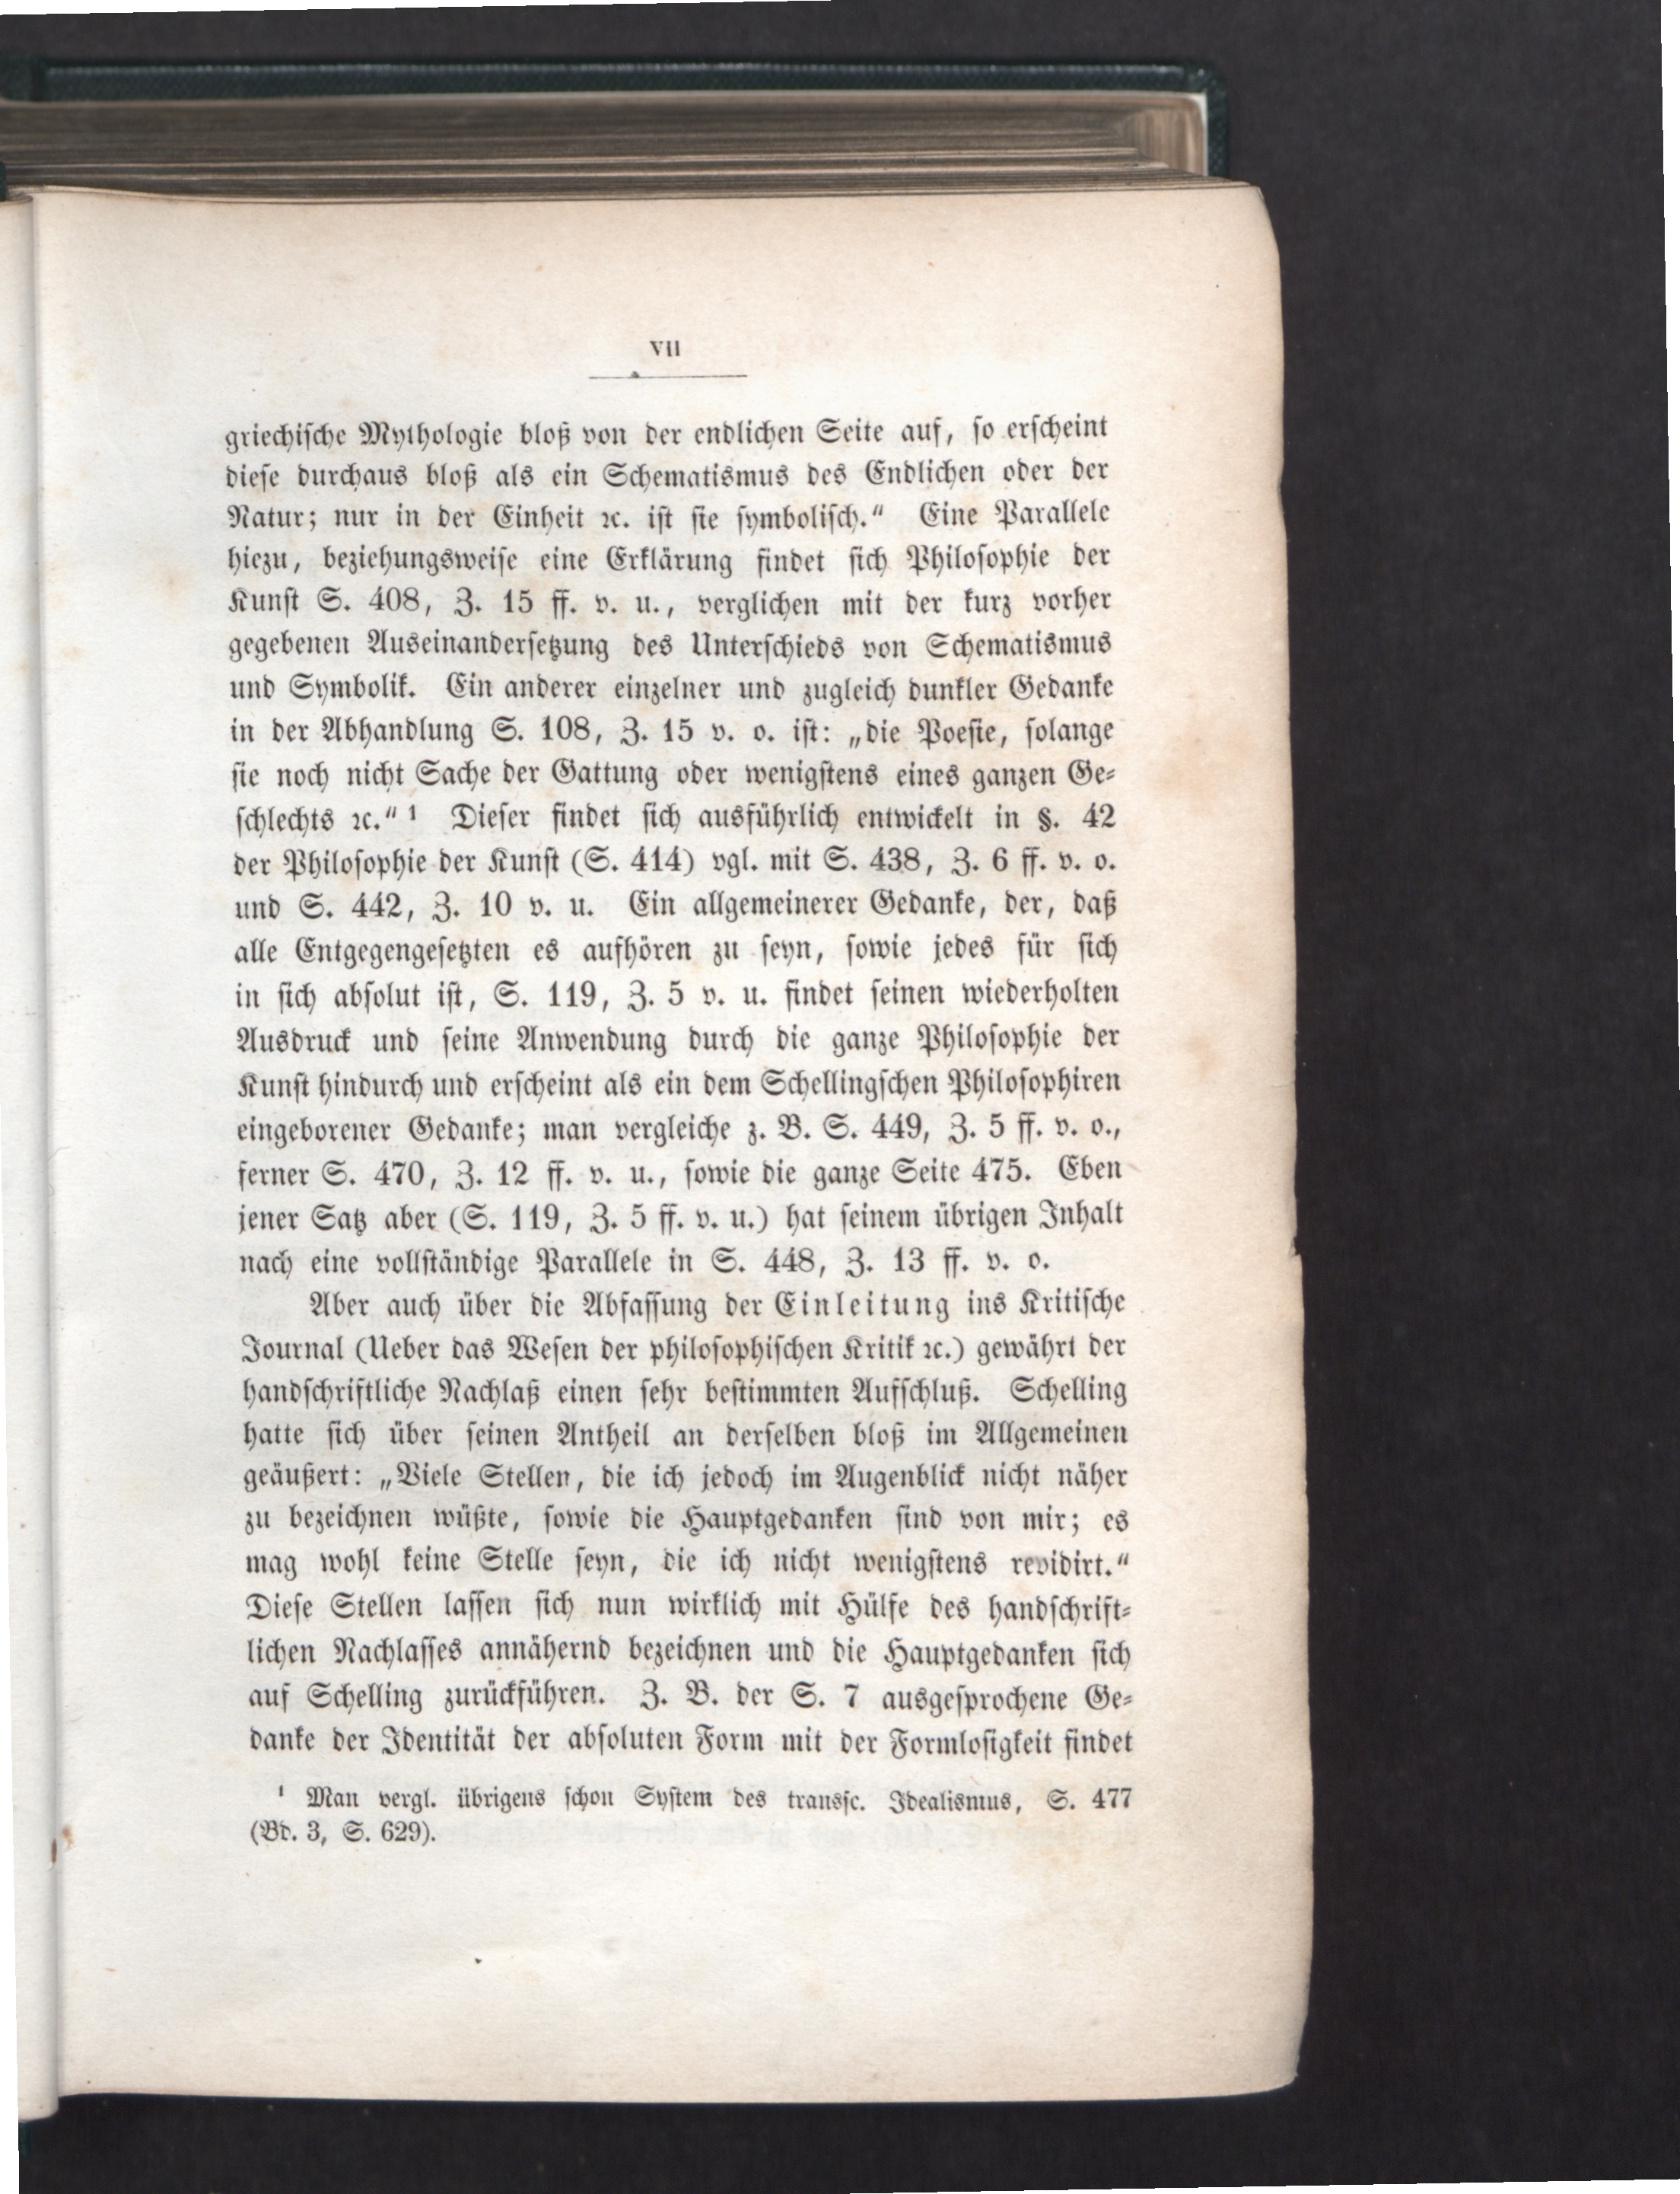 VII
griechische Mythologie bloß von der endlichen Seite auf, so erscheint
diese durchaus bloß als ein Schematismus des Endlichen oder der
Natur; nur in der Einheit ꝛc. ist sie symbolisch.“ Eine Parallele
hiezu, beziehungsweise eine Erklärung findet sich Philosophie der
Kunst S. 408, Z. 15 ff. v. u., verglichen mit der kurz vorher
gegebenen Auseinandersetzung des Unterschieds von Schematismus
und Symbolik. Ein anderer einzelner und zugleich dunkler Gedanke
in der Abhandlung S. 108, Z. 15 v. o. ist: „die Poesie, solange
sie noch nicht Sache der Gattung oder wenigstens eines ganzen Ge-
schlechts ꝛc.“ ¹ Dieser findet sich ausführlich entwickelt in §. 42
der Philosophie der Kunst (S. 414) vgl. mit S. 438, Z. 6 ff. v. o.
und S. 442, Z. 10 v. u. Ein allgemeinerer Gedanke, der, daß
alle Entgegengesetzten es aufhören zu seyn, sowie jedes für sich
in sich absolut ist, S. 119, Z. 5 v. u. findet seinen wiederholten
Ausdruck und seine Anwendung durch die ganze Philosophie der
Kunst hindurch und erscheint als ein dem Schellingschen Philosophiren
eingeborener Gedanke; man vergleiche z. B. S. 449, Z. 5 ff. v. o.,
ferner S. 470, Z. 12 ff. v. u., sowie die ganze Seite 475. Eben
jener Satz aber (S. 119, Z. 5 ff. v. u.) hat seinem übrigen Inhalt
nach eine vollständige Parallele in S. 448, Z. 13 ff. v. o.
Aber auch über die Abfassung der Einleitung ins Kritische
Journal (Ueber das Wesen der philosophischen Kritik ꝛc.) gewährt der
handschriftliche Nachlaß einen sehr bestimmten Aufschluß. Schelling
hatte sich über seinen Antheil an derselben bloß im Allgemeinen
geäußert: „Viele Stellen, die ich jedoch im Augenblick nicht näher
zu bezeichnen wüßte, sowie die Hauptgedanken sind von mir; es
mag wohl keine Stelle seyn, die ich nicht wenigstens revidirt.“
Diese Stellen lassen sich nun wirklich mit Hülfe des handschrift-
lichen Nachlasses annähernd bezeichnen und die Hauptgedanken sich
auf Schelling zurückführen. Z. B. der S. 7 ausgesprochene Ge-
danke der Identität der absoluten Form mit der Formlosigkeit findet
¹ Man vergl. übrigens schon System des transsc. Idealismus, S. 477
(Bd. 3, S. 629).